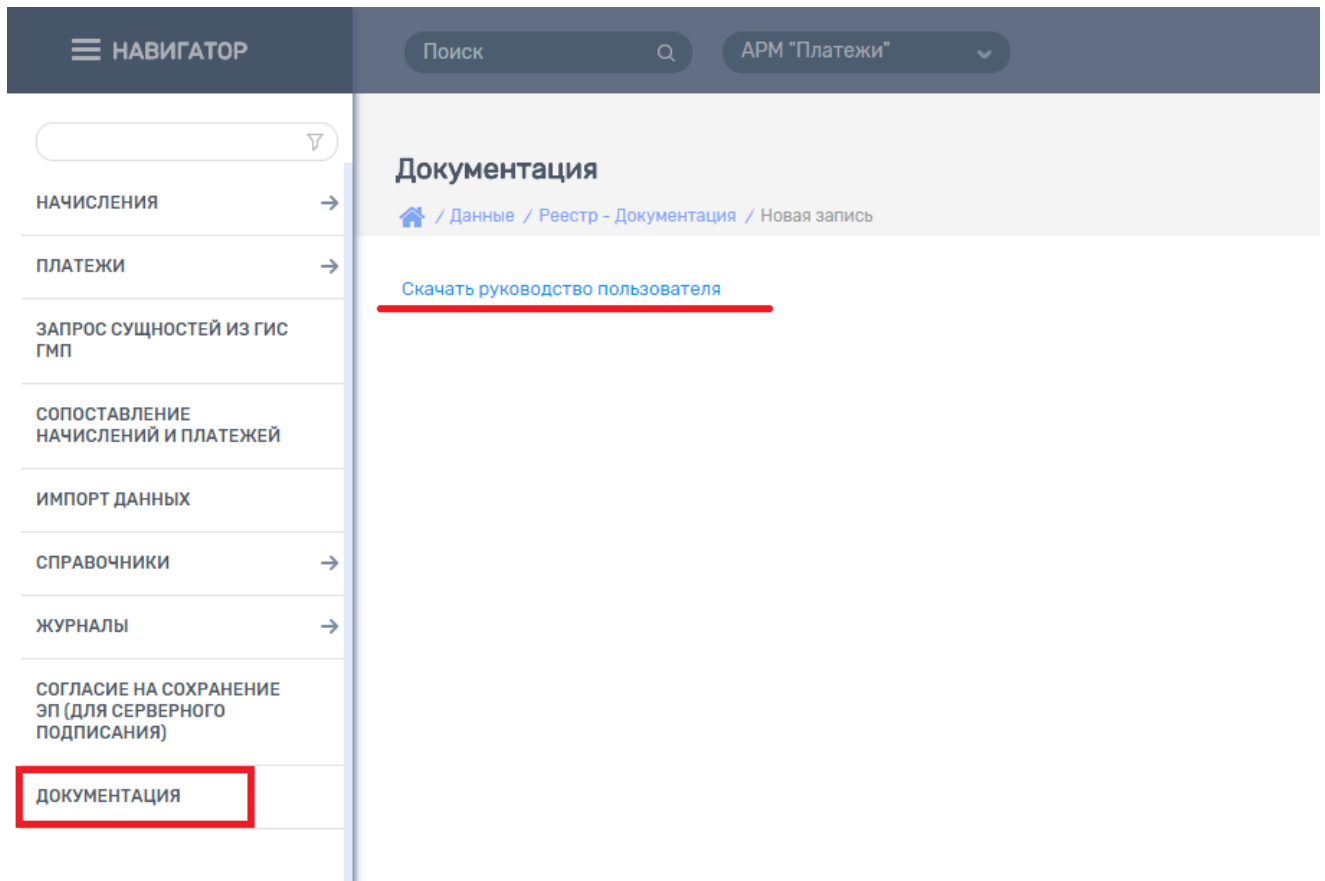 НАВИГАТОР
Поиск
АРМ "Платежи"
НАЧИСЛЕНИЯ
ПЛАТЕЖИ
ЗАПРОС СУЩНОСТЕЙ ИЗ ГИС
ГМП
СОПОСТАВЛЕНИЕ
НАЧИСЛЕНИЙ И ПЛАТЕЖЕЙ
ИМПОРТ ДАННЫХ
СПРАВОЧНИКИ
ЖУРНАЛЫ
СОГЛАСИЕ НА СОХРАНЕНИЕ
ЭП (ДЛЯ СЕРВЕРНОГО
ПОДПИСАНИЯ)
ДОКУМЕНТАЦИЯ
Документация
/ Данные / Реестр - Документация / Новая запись
Скачать руководство пользователя